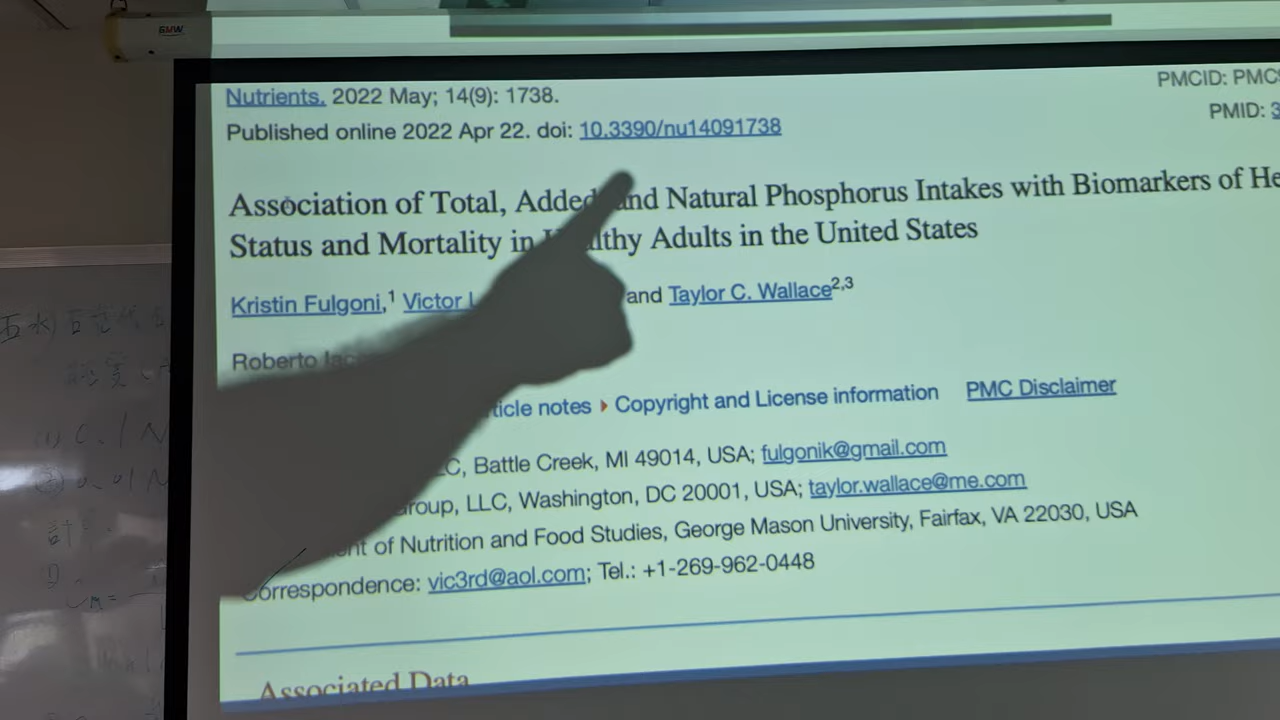 GMW
Nutrients. 2022 May; 14(9): 1738.
PMCID: PMC
Published online 2022 Apr 22. doi: 10.3390/nu14091738
PMID: 3
Association of Total, Added, and Natural Phosphorus Intakes with Biomarkers of He
Status and Mortality in Healthy Adults in the United States
Kristin Fulgoni,1 Victor L and Taylor C. Wallace2,3
Roberto Iac
ticle notes ▸ Copyright and License information PMC Disclaimer
C, Battle Creek, MI 49014, USA; fulgonik@gmail.com
roup, LLC, Washington, DC 20001, USA; taylor.wallace@me.com
nt of Nutrition and Food Studies, George Mason University, Fairfax, VA 22030, USA
Correspondence: vic3rd@aol.com; Tel.: +1-269-962-0448
Associated Data